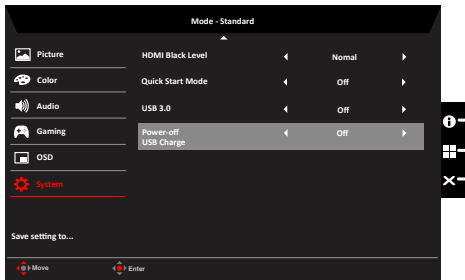 Mode - Standard
Picture
HDMI Black Level
Nomal
Color
Quick Start Mode
Off
Audio
USB 3.0
Off
Gaming
Power-off
USB Charge
Off
OSD
System
Save setting to...
Move
Enter